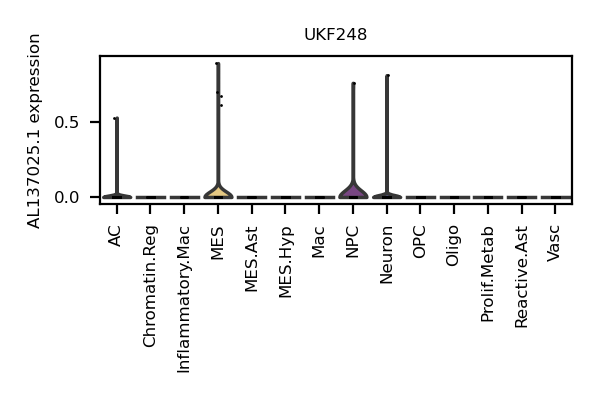 UKF248
AL137025.1 expression
0.5
0.0
AC
Chromatin.Reg
Inflammatory.Mac
MES
MES.Ast
MES.Hyp
Mac
NPC
Neuron
OPC
Oligo
Prolif.Metab
Reactive.Ast
Vasc